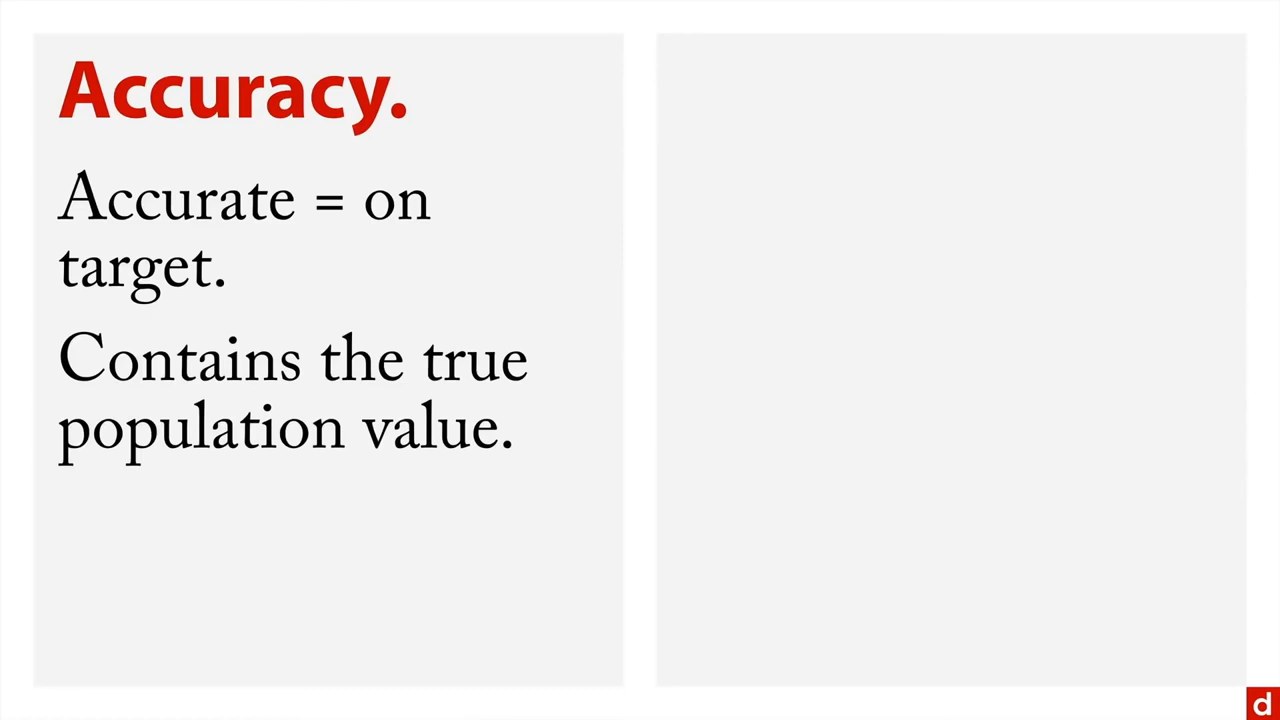 Accuracy.
Accurate = on
target.
Contains the true
population value.
d